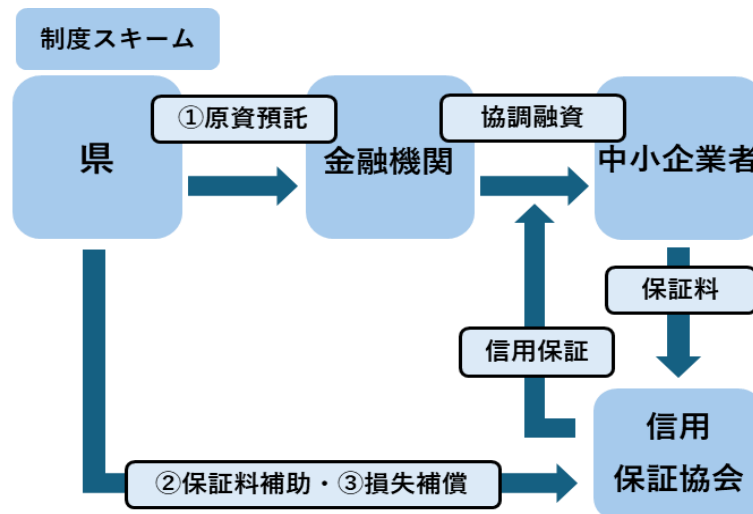 制度スキーム
県
①原資預託
金融機関
協調融資
中小企業者
保証料
信用保証
信用
保証協会
②保証料補助・③損失補償